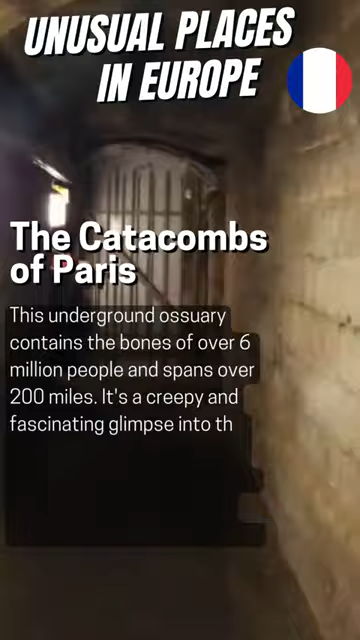 UNUSUAL PLACES
IN EUROPE
The Catacombs
of Paris
This underground ossuary
contains the bones of over 6
million people and spans over
200 miles. It's a creepy and
fascinating glimpse into th